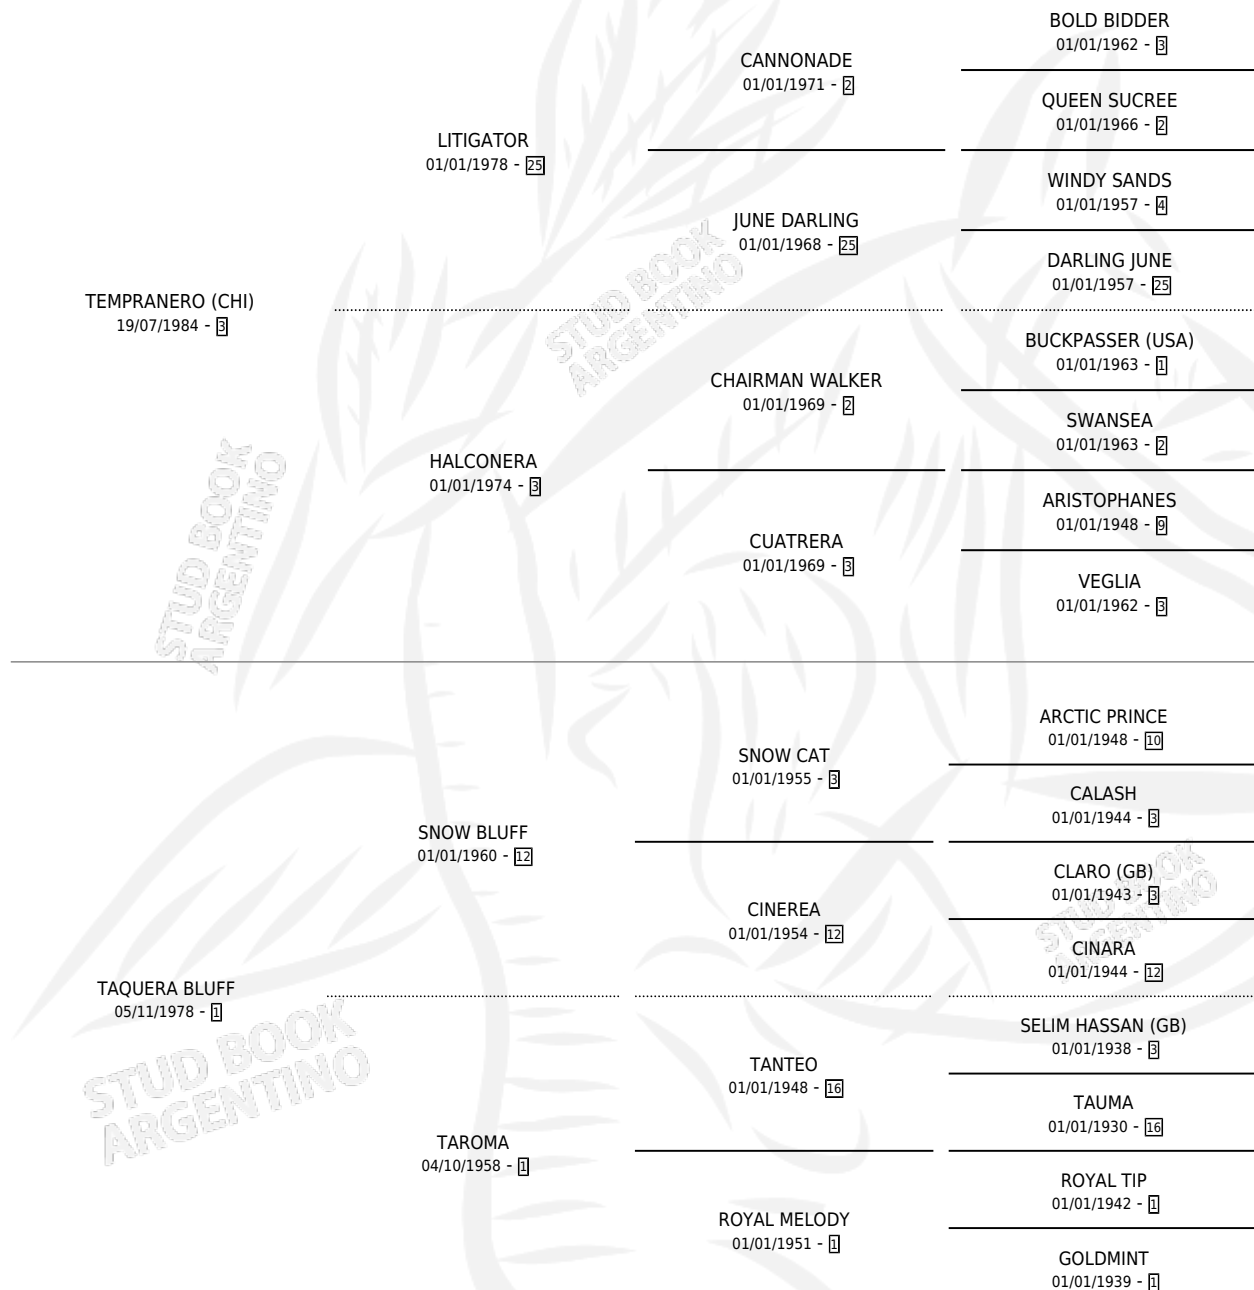 BOLD BIDDER
01/01/1962 - 3
CANNONADE
01/01/1971 - 2
QUEEN SUCREE
01/01/1966 - 2
LITIGATOR
01/01/1978 - 25
WINDY SANDS
01/01/1957 - 4
JUNE DARLING
01/01/1968 - 25
DARLING JUNE
01/01/1957 - 25
TEMPRANERO (CHI)
19/07/1984 - 3
STUD BOOK
ARGENTINO
BUCKPASSER (USA)
01/01/1963 - 1
CHAIRMAN WALKER
01/01/1969 - 2
SWANSEA
01/01/1963 - 2
HALCONERA
01/01/1974 - 3
ARISTOPHANES
01/01/1948 - 9
CUATRERA
01/01/1969 - 3
VEGLIA
01/01/1962 - 3
STUD BOOK
ARGENTINO
ARCTIC PRINCE
01/01/1948 - 10
SNOW CAT
01/01/1955 - 3
CALASH
01/01/1944 - 3
SNOW BLUFF
01/01/1960 - 12
CLARO (GB)
01/01/1943 - 3
CINEREA
01/01/1954 - 12
STUD BOOK
ARGENTINO
CINARA
01/01/1944 - 12
TAQUERA BLUFF
05/11/1978 - 1
SELIM HASSAN (GB)
01/01/1938 - 3
TANTEO
01/01/1948 - 16
STUD BOOK
ARGENTINO
TAUMA
01/01/1930 - 16
TAROMA
04/10/1958 - 1
ROYAL TIP
01/01/1942 - 1
ROYAL MELODY
01/01/1951 - 1
GOLDMINT
01/01/1939 - 1